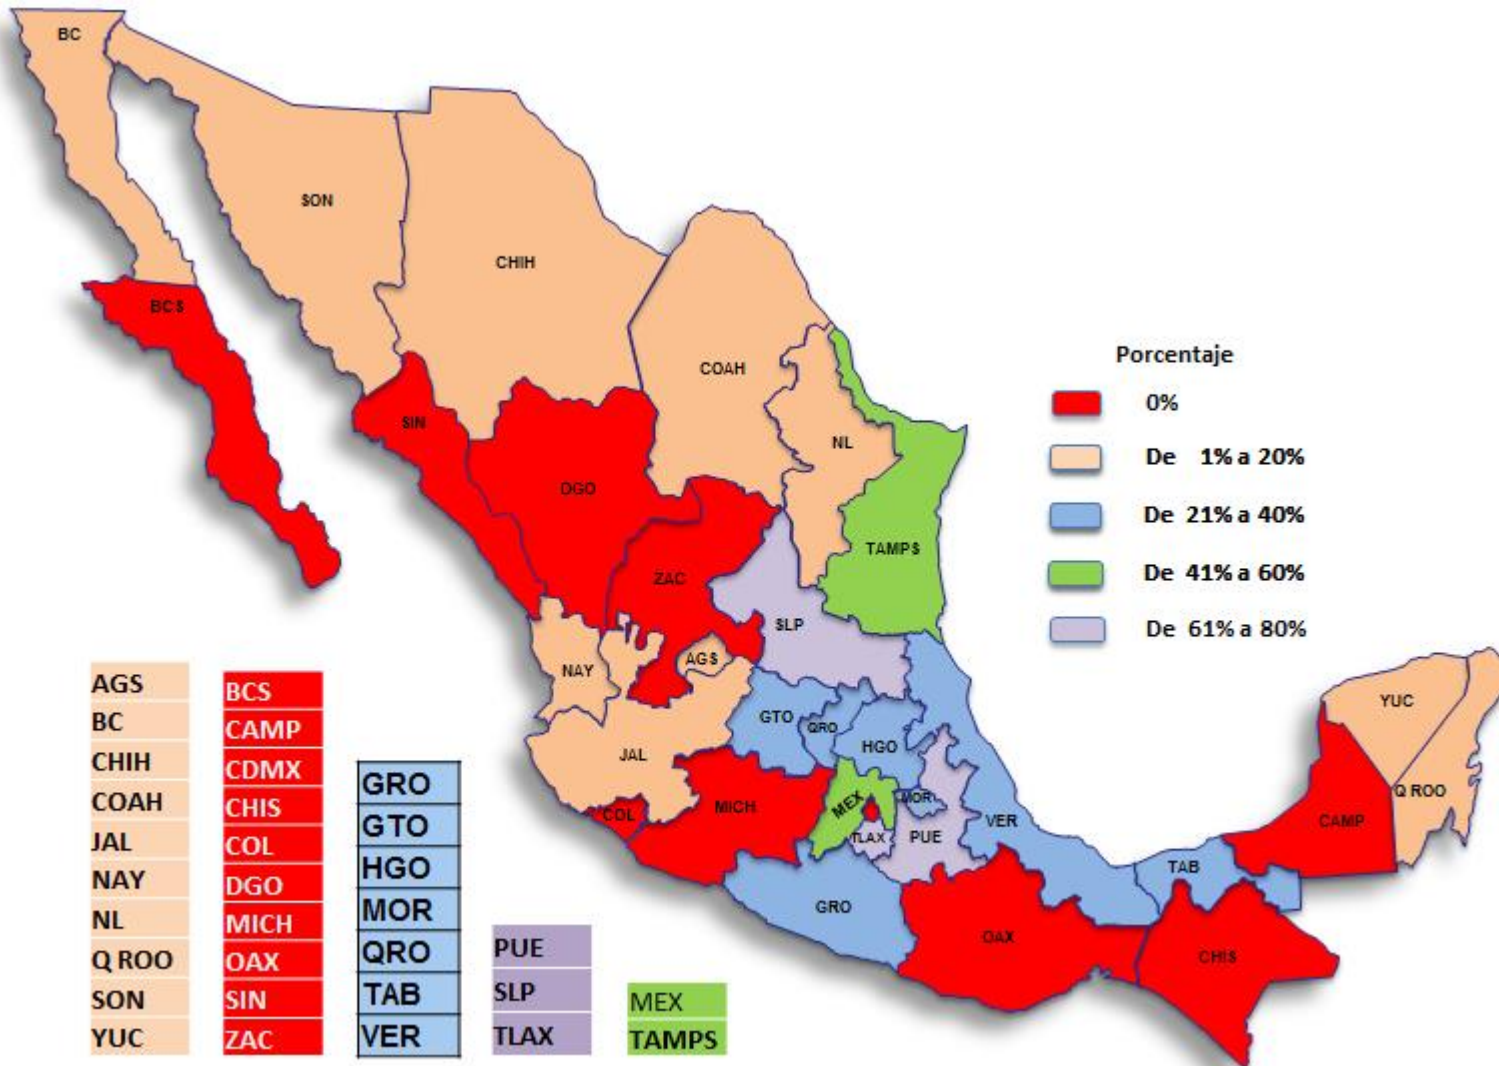 BC
SON
CHIH
BCS
COAH
SIN
NL
DGO
TAMPS
ZAC
SLP
AGS
NAY
GTO
QRO
HGO
JAL
MICH
COL
MEX
MOR
TLAX
PUE
VER
GRO
OAX
TAB
CHIS
CAMP
YUC
Q ROO
Porcentaje
0%
De 1% a 20%
De 21% a 40%
De 41% a 60%
De 61% a 80%
AGS
BC
CHIH
COAH
JAL
NAY
NL
Q ROO
SON
YUC
BCS
CAMP
CDMX
CHIS
COL
DGO
MICH
OAX
SIN
ZAC
GRO
GTO
HGO
MOR
QRO
TAB
VER
PUE
SLP
TLAX
MEX
TAMPS